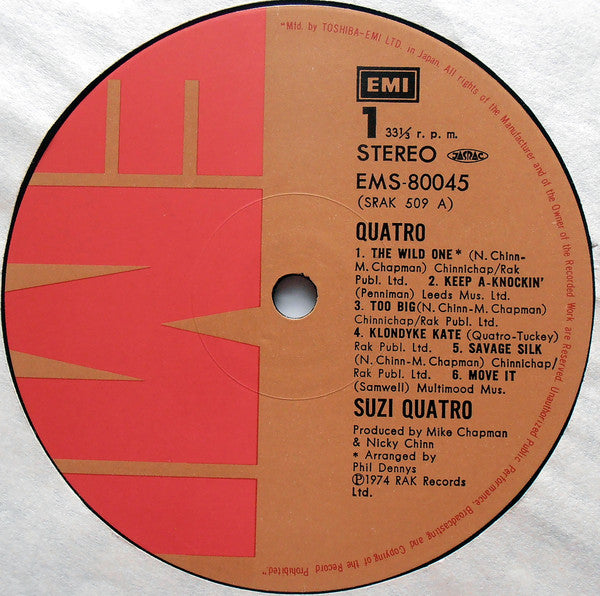 "Mfd. by TOSHIBA-EMI LTD. in Japan. All rights of the Manufacturer and of the Owner of the Recorded Work are Reserved. Unauthorized Public Performance, Broadcasting and Copying of the Record Prohibited"
EMI
EMI
1 33⅓ r. p. m.
STEREO JASRAC
EMS-80045
(SRAK 509 A)
QUATRO
1. THE WILD ONE* (N. Chinn-
M. Chapman) Chinnichap/Rak
Publ. Ltd. 2. KEEP A-KNOCKIN'
(Penniman) Leeds Mus. Ltd.
3. TOO BIG(N. Chinn-M. Chapman)
Chinnichap/Rak Publ. Ltd.
4. KLONDYKE KATE (Quatro-Tuckey)
Rak Publ. Ltd. 5. SAVAGE SILK
(N. Chinn-M. Chapman) Chinnichap/
Rak Publ. Ltd. 6. MOVE IT
(Samwell) Multimood Mus.
SUZI QUATRO
Produced by Mike Chapman
& Nicky Chinn
* Arranged by
Phil Dennys
℗1974 RAK Records
Ltd.